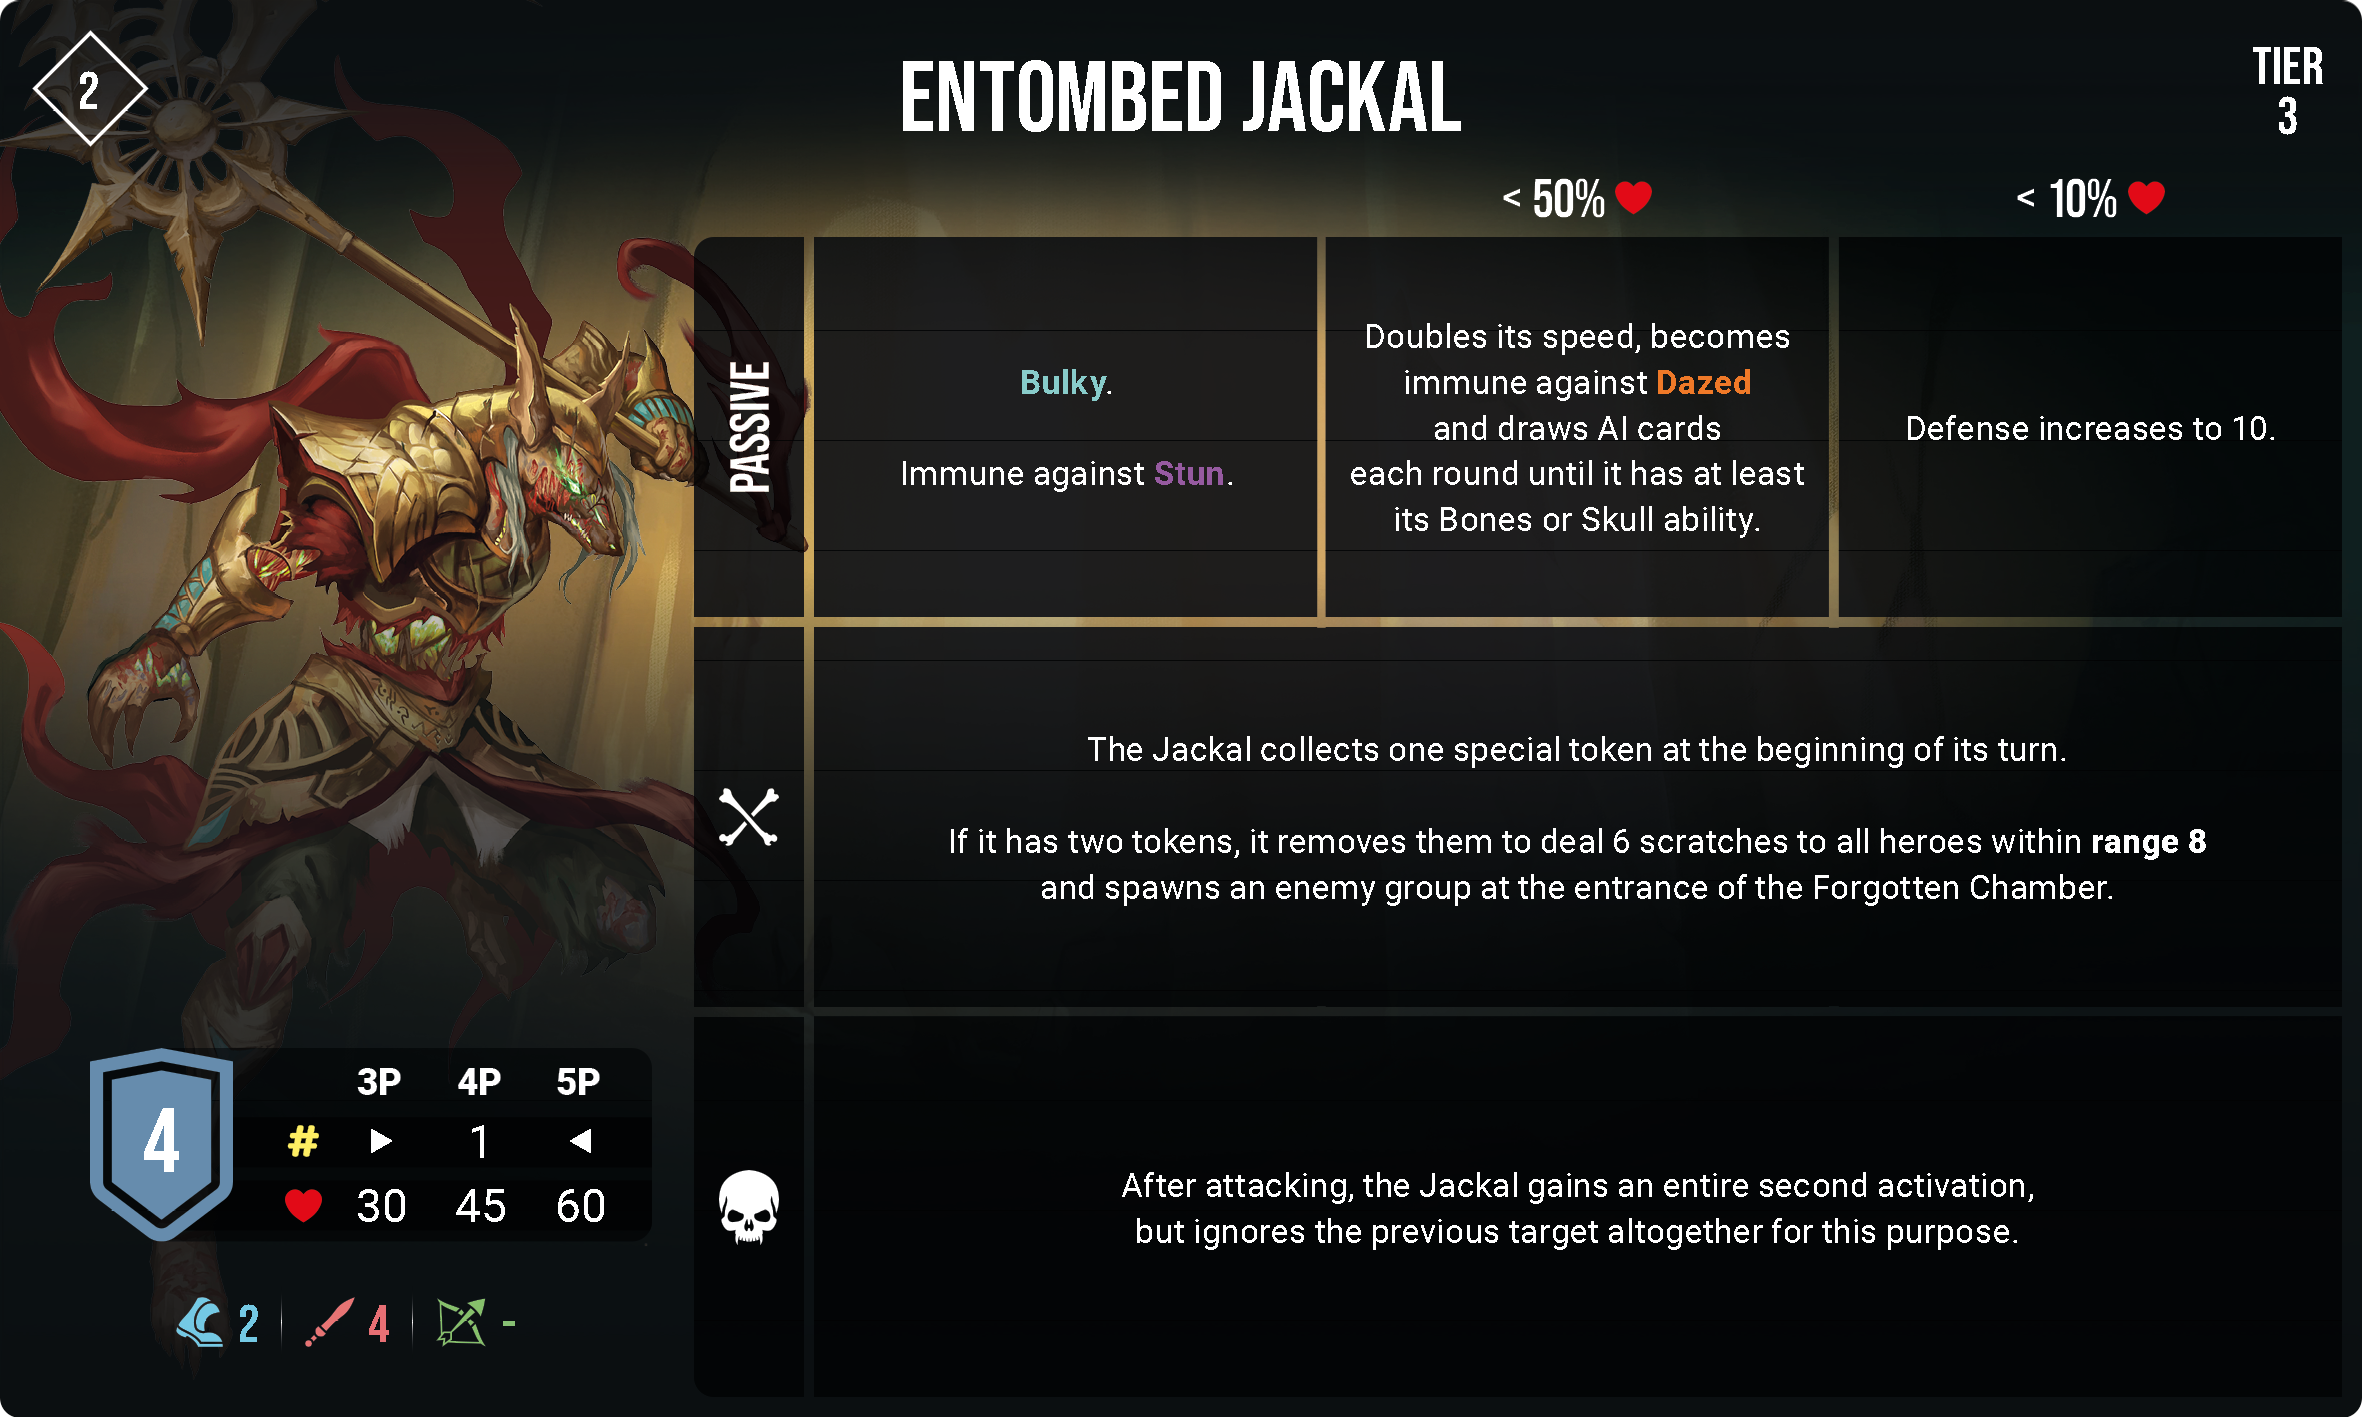 2
ENTOMBED JACKAL
TIER
3
< 50%
< 10%
PASSIVE
Bulky.
Immune against Stun.
Doubles its speed, becomes
immune against Dazed
and draws AI cards
each round until it has at least
its Bones or Skull ability.
Defense increases to 10.
The Jackal collects one special token at the beginning of its turn.
If it has two tokens, it removes them to deal 6 scratches to all heroes within range 8
and spawns an enemy group at the entrance of the Forgotten Chamber.
After attacking, the Jackal gains an entire second activation,
but ignores the previous target altogether for this purpose.
4
3P 4P 5P
# ▶ 1 ◀
30 45 60
2 | 4 | -